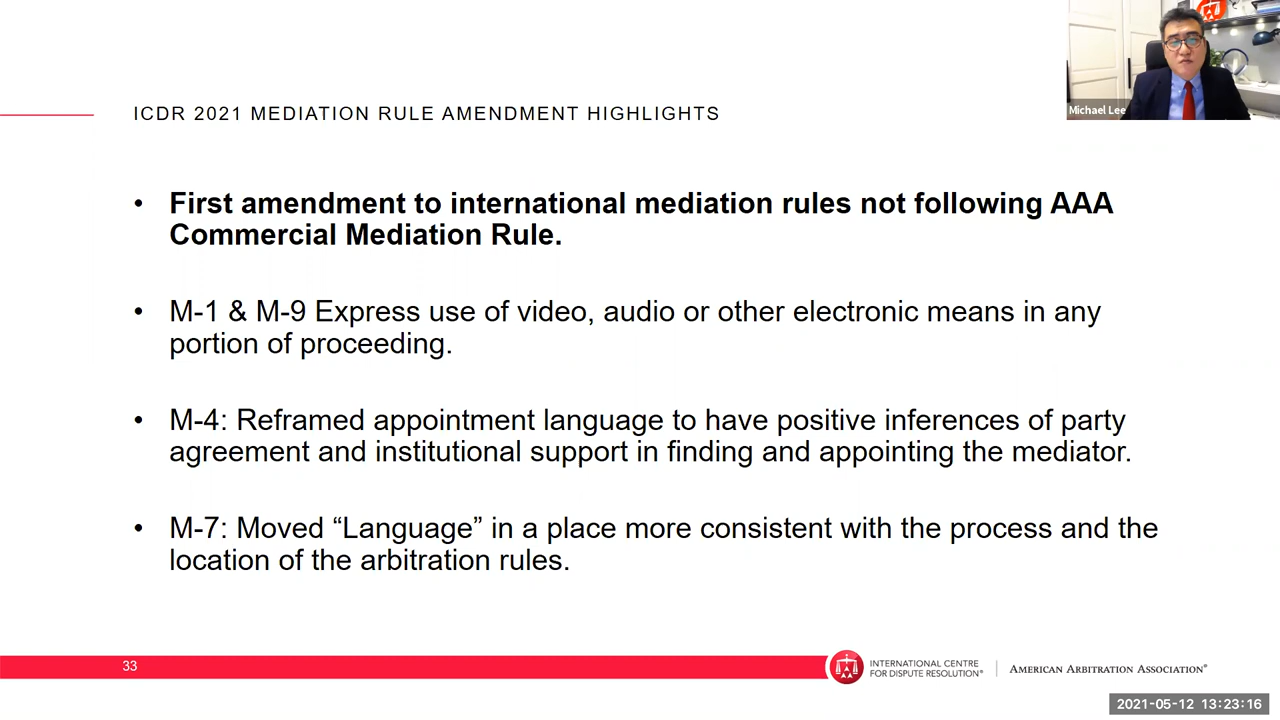 Michael Lee
ICDR 2021 MEDIATION RULE AMENDMENT HIGHLIGHTS
• First amendment to international mediation rules not following AAA
Commercial Mediation Rule.
• M-1 & M-9 Express use of video, audio or other electronic means in any
portion of proceeding.
• M-4: Reframed appointment language to have positive inferences of party
agreement and institutional support in finding and appointing the mediator.
• M-7: Moved “Language” in a place more consistent with the process and the
location of the arbitration rules.
33
INTERNATIONAL CENTRE
FOR DISPUTE RESOLUTION®
AMERICAN ARBITRATION ASSOCIATION®
2021-05-12 13:23:16